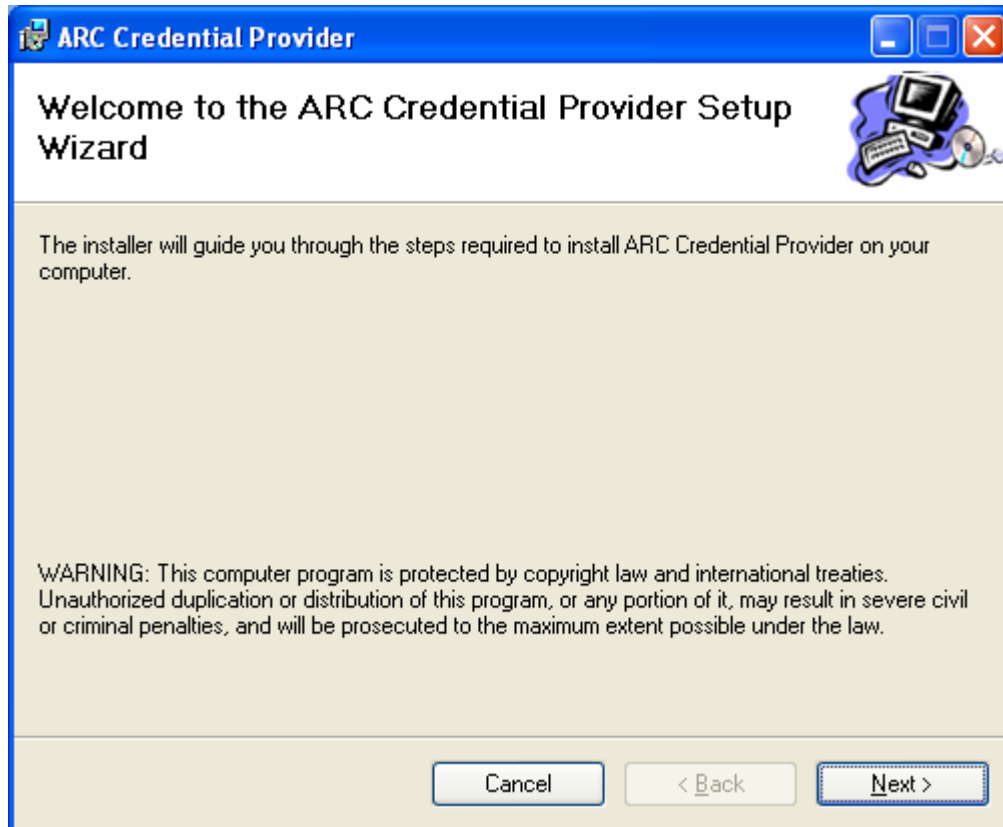 ARC Credential Provider
Welcome to the ARC Credential Provider Setup
Wizard
The installer will guide you through the steps required to install ARC Credential Provider on your
computer.
WARNING: This computer program is protected by copyright law and international treaties.
Unauthorized duplication or distribution of this program, or any portion of it, may result in severe civil
or criminal penalties, and will be prosecuted to the maximum extent possible under the law.
Cancel < Back Next >